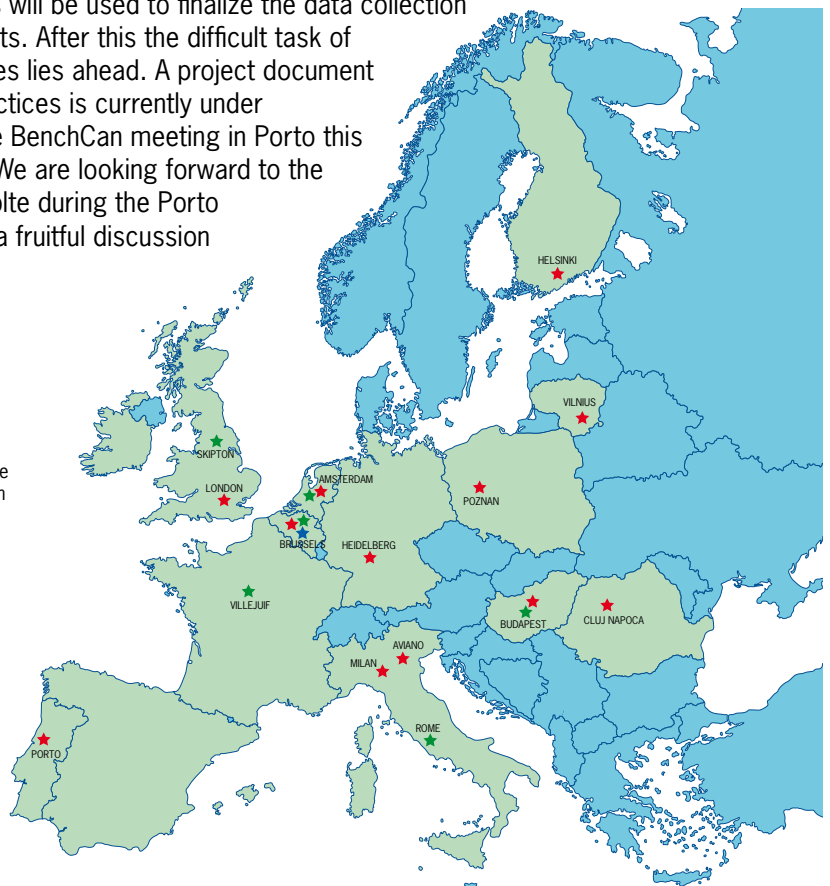 s will be used to finalize the data collection
ts. After this the difficult task of
es lies ahead. A project document
ctices is currently under
e BenchCan meeting in Porto this
We are looking forward to the
olte during the Porto
a fruitful discussion
HELSINKI
VILNIUS
SKIPTON
e
n
LONDON
AMSTERDAM
POZNAN
BRUSSELS
HEIDELBERG
VILLEJUIF
BUDAPEST
CLUJ NAPOCA
AVIANO
MILAN
ROME
PORTO